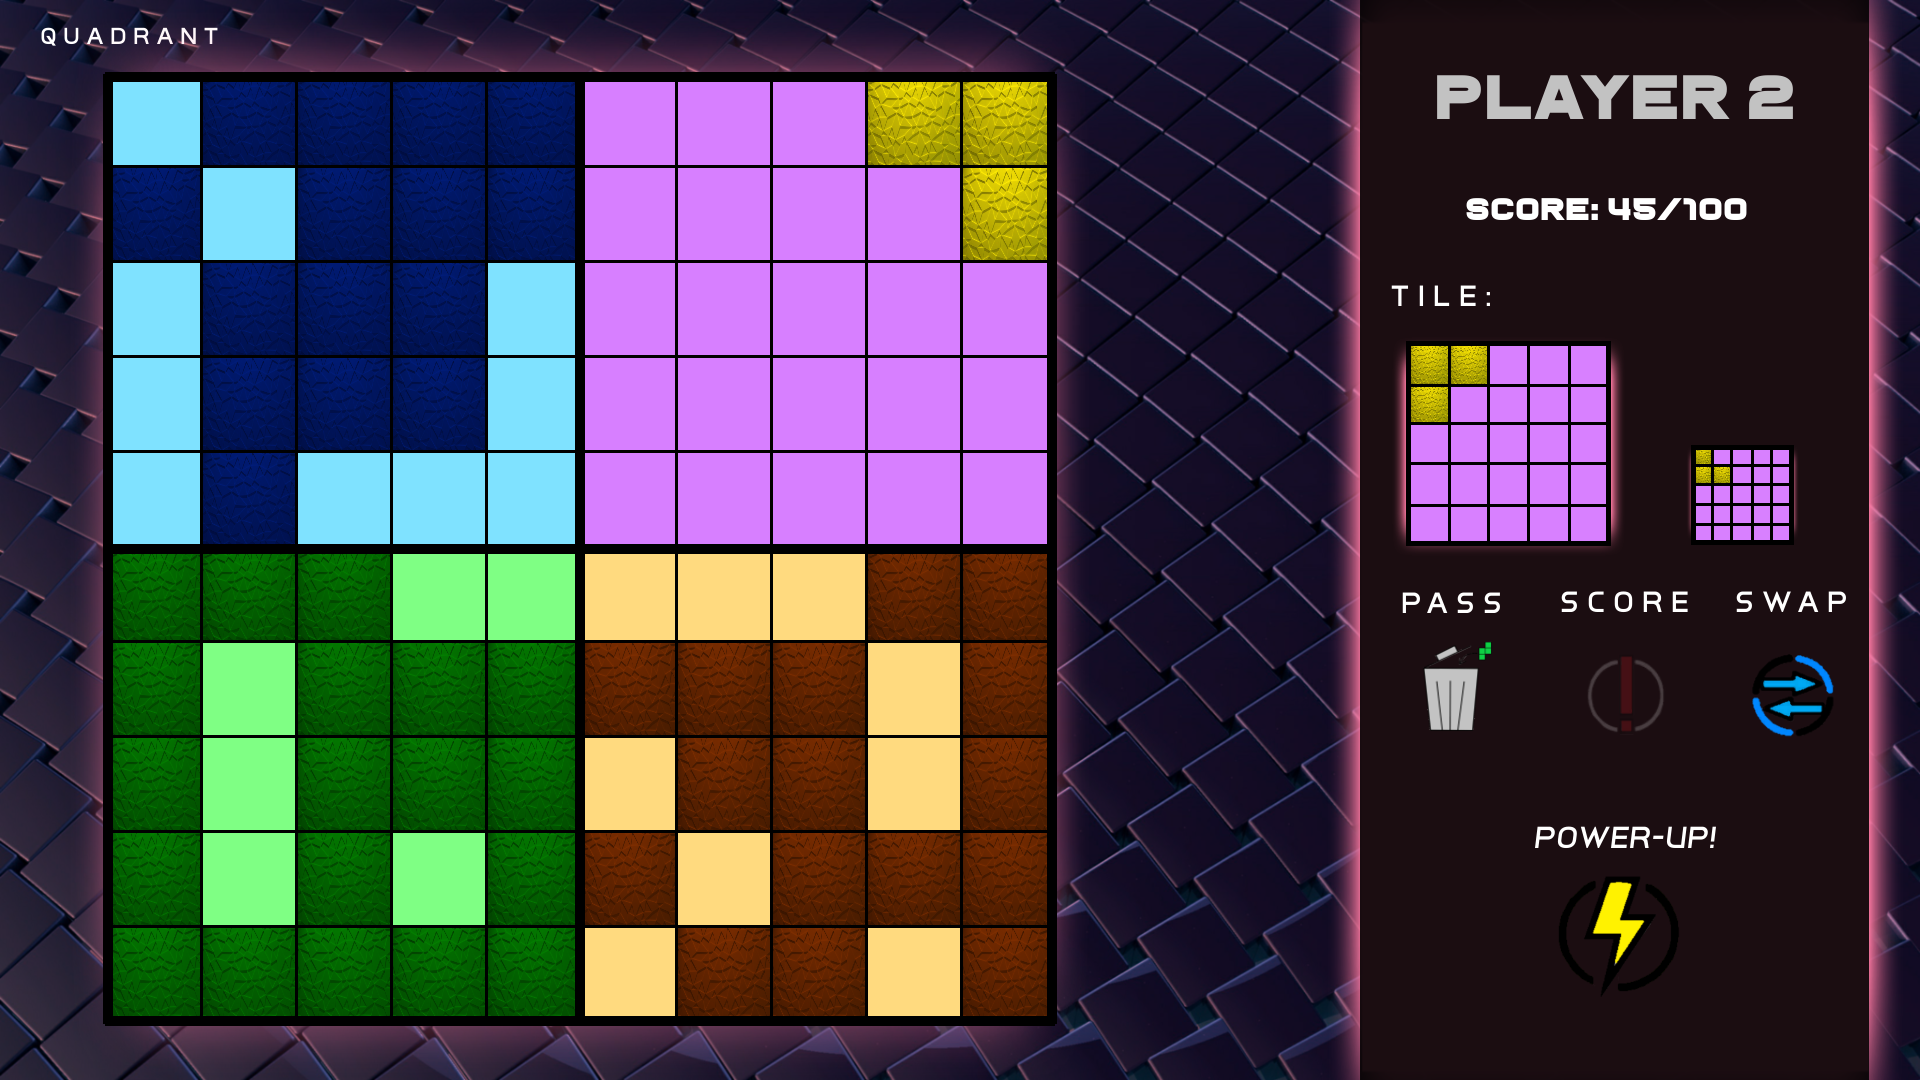 QUADRANT
PLAYER 2
SCORE: 45/100
TILE:
PASS SCORE SWAP
POWER-UP!